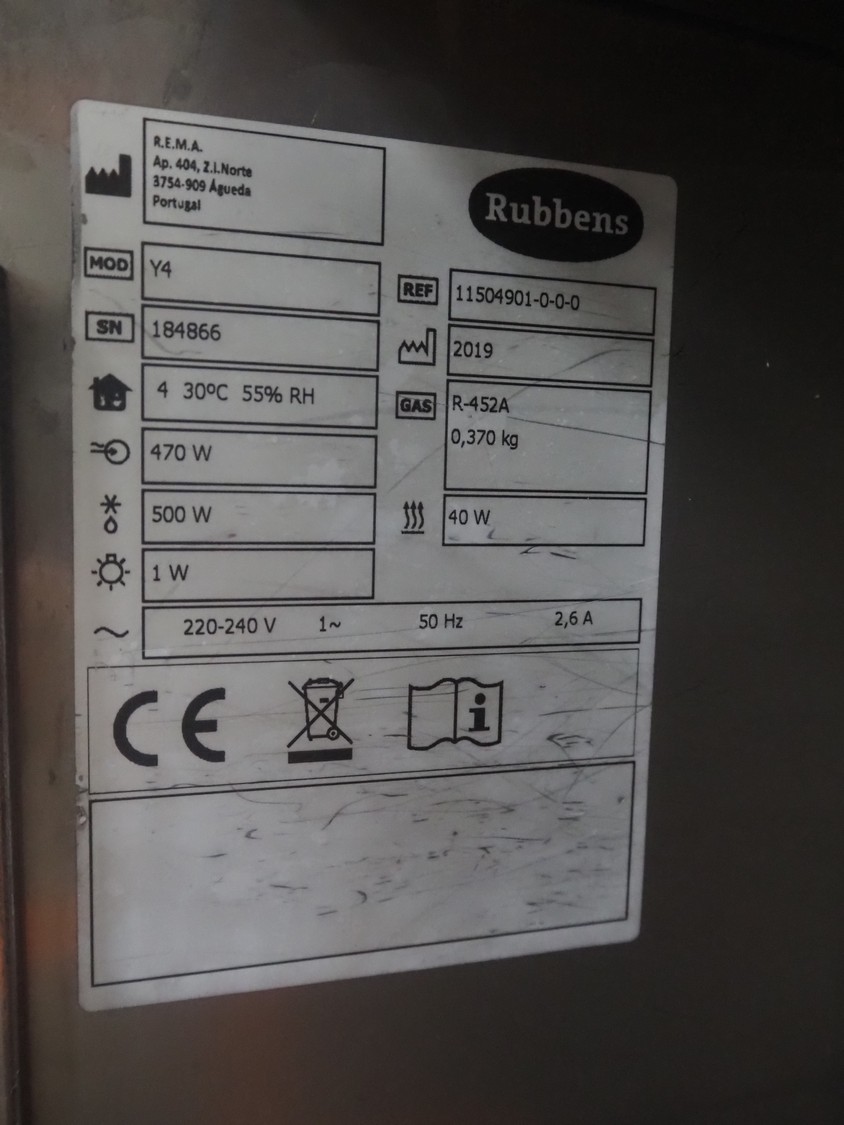 R.E.M.A.
Ap. 404, Z.I.Norte
3754-909 Águeda
Portugal
Rubbens
MOD Y4
REF 11504901-0-0-0
SN 184866
2019
4 30ºC 55% RH
GAS R-452A
0,370 kg
470 W
500 W
40 W
1 W
220-240 V 1~ 50 Hz 2,6 A
CE
i